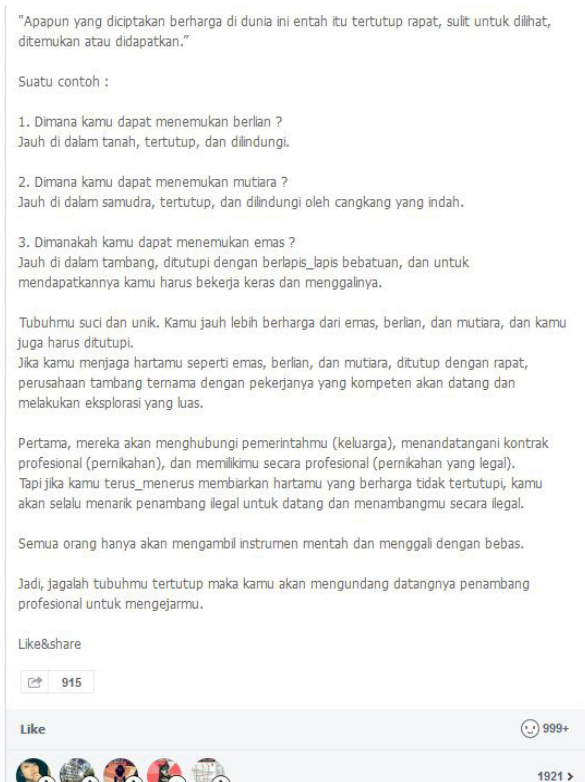 "Apapun yang diciptakan berharga di dunia ini entah itu tertutup rapat, sulit untuk dilihat,
ditemukan atau didapatkan.”
Suatu contoh :
1. Dimana kamu dapat menemukan berlian ?
Jauh di dalam tanah, tertutup, dan dilindungi.
2. Dimana kamu dapat menemukan mutiara ?
Jauh di dalam samudra, tertutup, dan dilindungi oleh cangkang yang indah.
3. Dimanakah kamu dapat menemukan emas ?
Jauh di dalam tambang, ditutupi dengan berlapis_lapis bebatuan, dan untuk
mendapatkannya kamu harus bekerja keras dan menggalinya.
Tubuhmu suci dan unik. Kamu jauh lebih berharga dari emas, berlian, dan mutiara, dan kamu
juga harus ditutupi.
Jika kamu menjaga hartamu seperti emas, berlian, dan mutiara, ditutup dengan rapat,
perusahaan tambang ternama dengan pekerjanya yang kompeten akan datang dan
melakukan eksplorasi yang luas.
Pertama, mereka akan menghubungi pemerintahmu (keluarga), menandatangani kontrak
profesional (pernikahan), dan memilikimu secara profesional (pernikahan yang legal).
Tapi jika kamu terus_menerus membiarkan hartamu yang berharga tidak tertutupi, kamu
akan selalu menarik penambang ilegal untuk datang dan menambangmu secara ilegal.
Semua orang hanya akan mengambil instrumen mentah dan menggali dengan bebas.
Jadi, jagalah tubuhmu tertutup maka kamu akan mengundang datangnya penambang
profesional untuk mengejarmu.
Like&share
915
Like 999+
1921 >